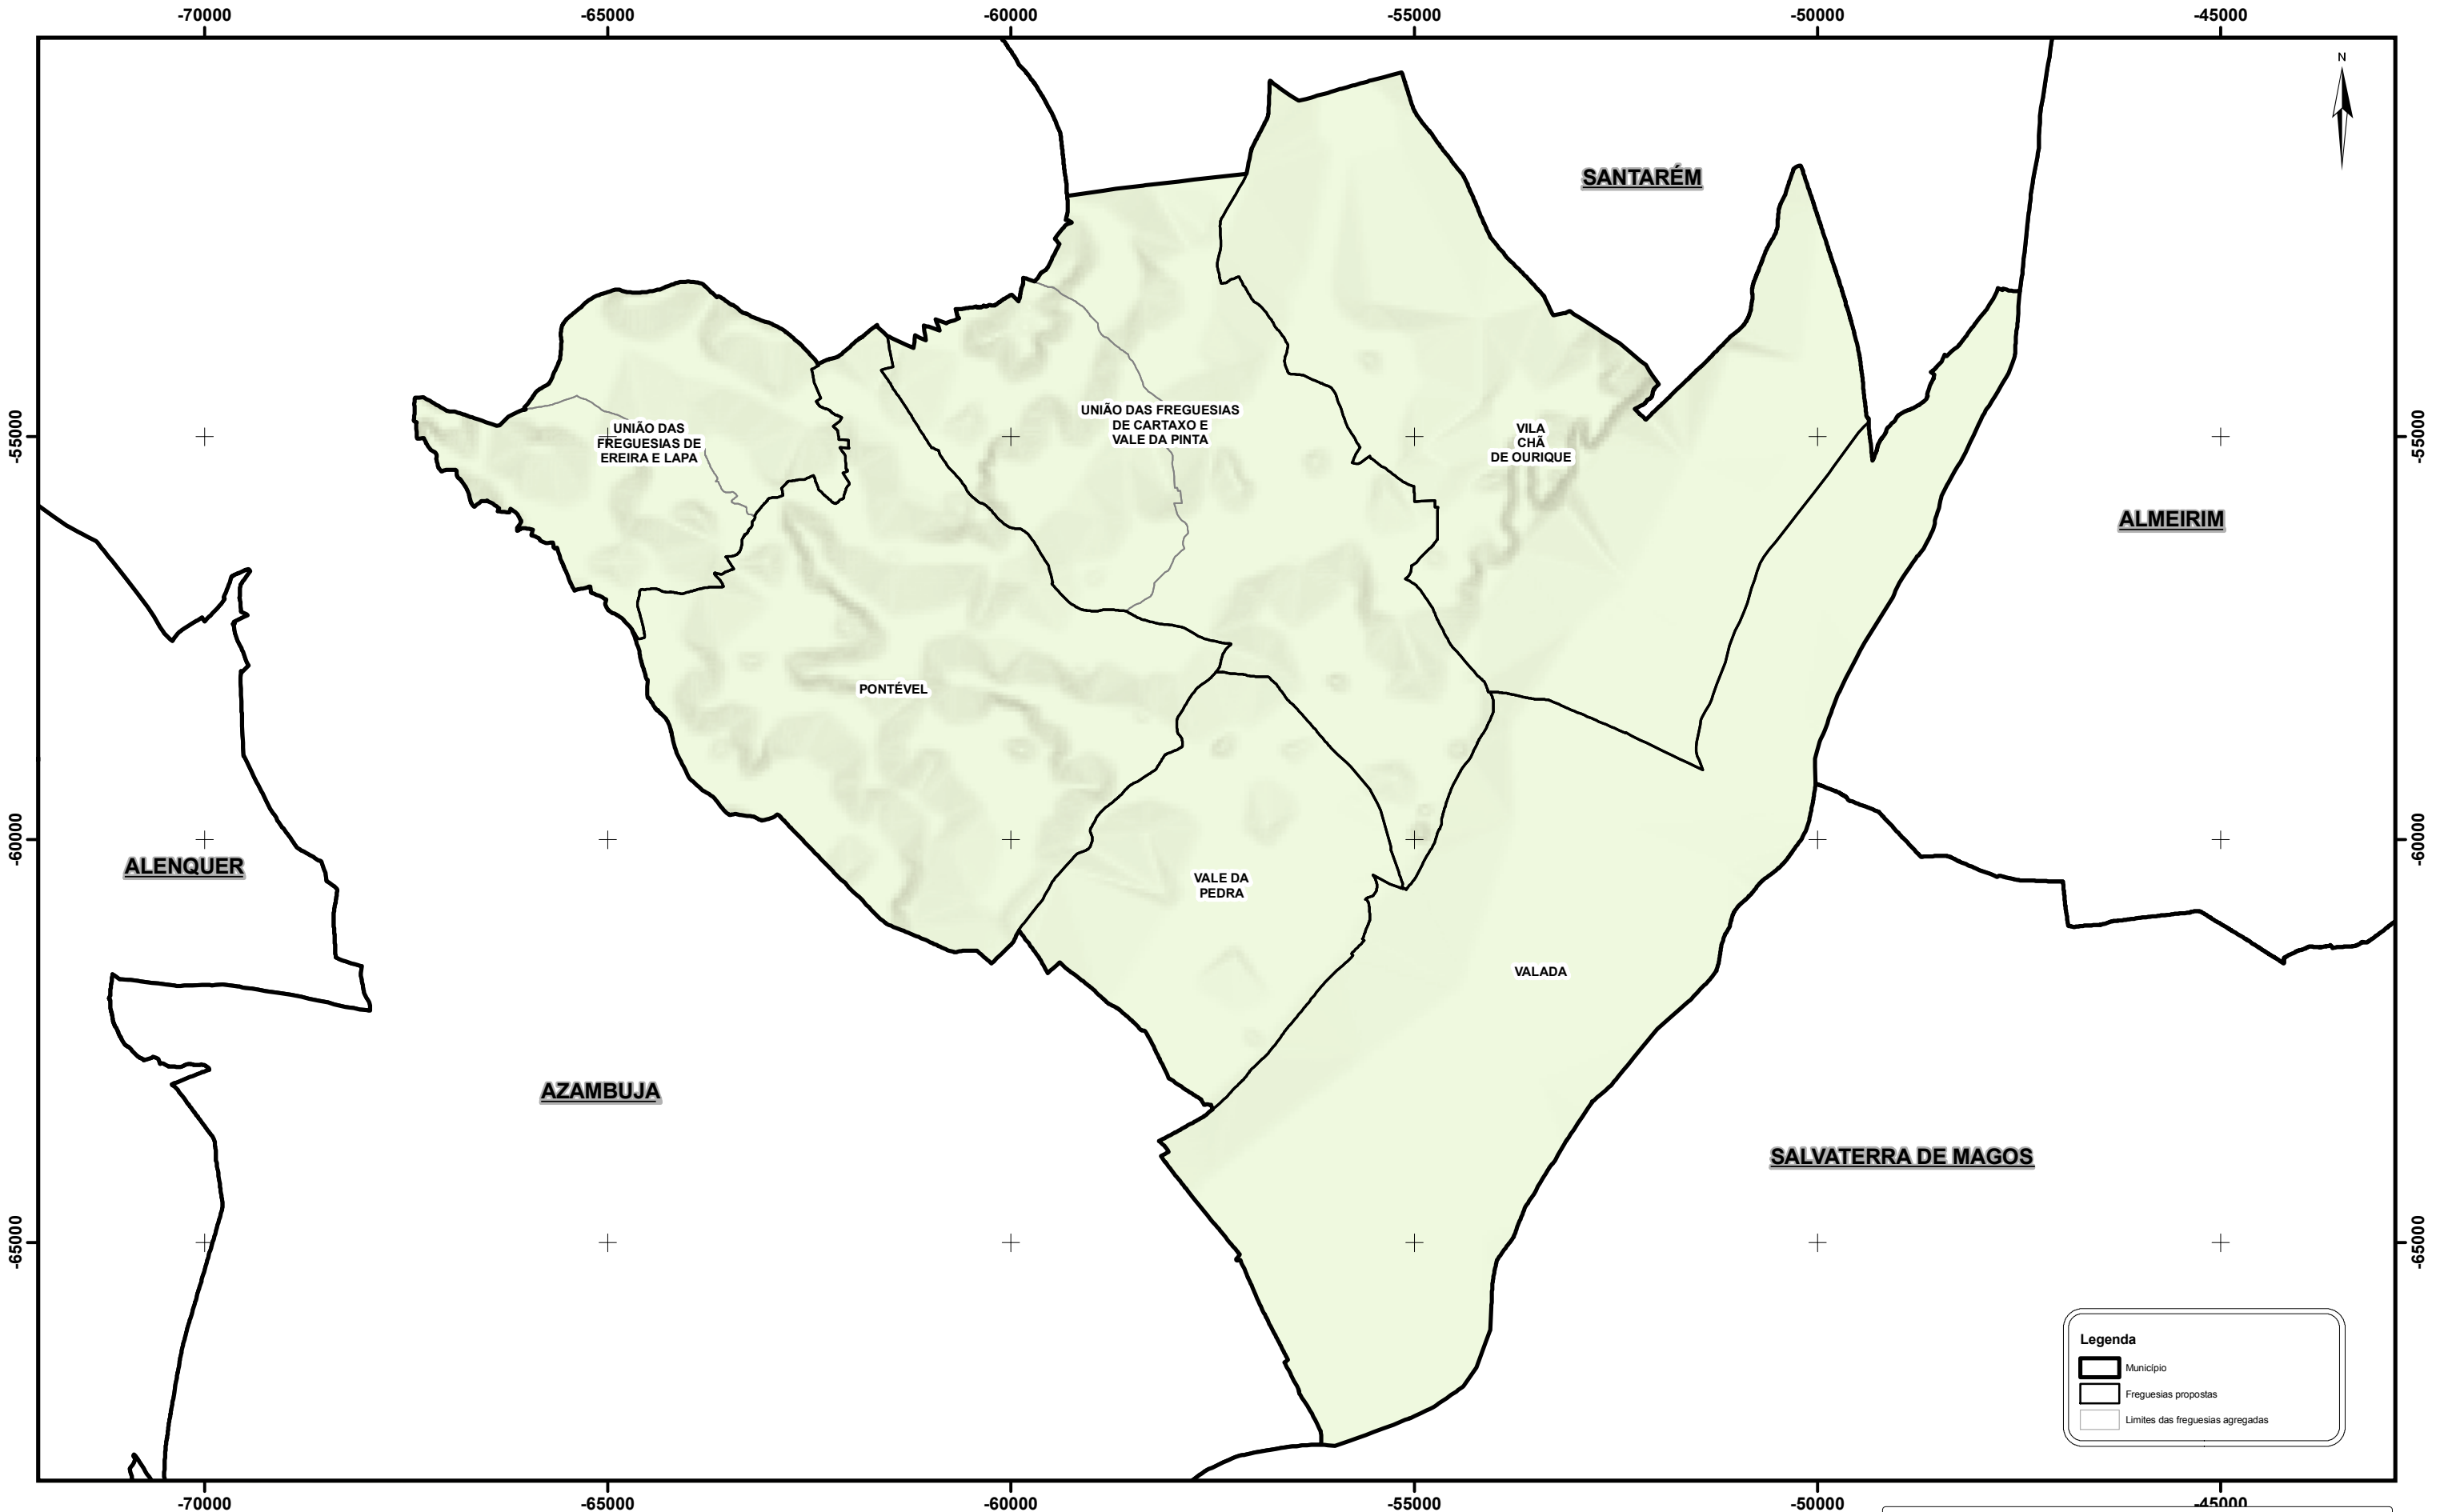 -70000
-65000
-60000
-55000
-50000
-45000
N
SANTARÉM
UNIÃO DAS FREGUESIAS
DE CARTAXO E
VALE DA PINTA
UNIÃO DAS
FREGUESIAS DE
EREIRA E LAPA
VILA
CHÃ
DE OURIQUE
-55000
-55000
ALMEIRIM
PONTÉVEL
-60000
-60000
ALENQUER
VALE DA
PEDRA
VALADA
AZAMBUJA
SALVATERRA DE MAGOS
-65000
-65000
Legenda
Município
Freguesias propostas
Limites das freguesias agregadas
-70000
-65000
-60000
-55000
-50000
-45000